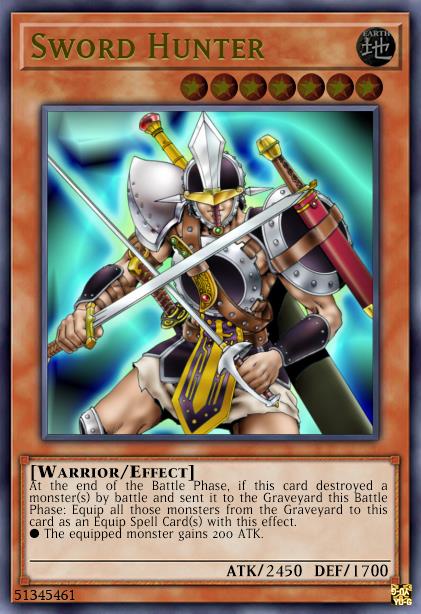 SWORD HUNTER
EARTH
地
[WARRIOR/EFFECT]
At the end of the Battle Phase, if this card destroyed a
monster(s) by battle and sent it to the Graveyard this Battle
Phase: Equip all those monsters from the Graveyard to this
card as an Equip Spell Card(s) with this effect.
● The equipped monster gains 200 ATK.
ATK/2450 DEF/1700
51345461